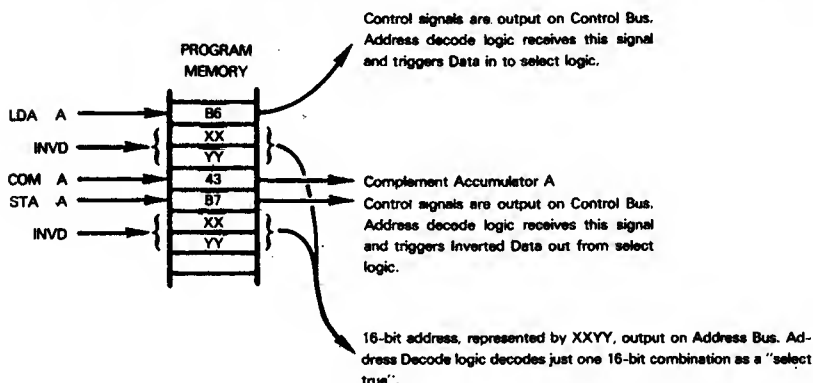 Control signals are output on Control Bus.
Address decode logic receives this signal
and triggers Data in to select logic.
PROGRAM
MEMORY
LDA A
B6
INVD
XX
YY
COM A
43
Complement Accumulator A
STA A
B7
Control signals are output on Control Bus.
Address decode logic receives this signal
and triggers Inverted Data out from select
logic.
INVD
XX
YY
16-bit address, represented by XXYY, output on Address Bus. Ad-
dress Decode logic decodes just one 16-bit combination as a "select
true".